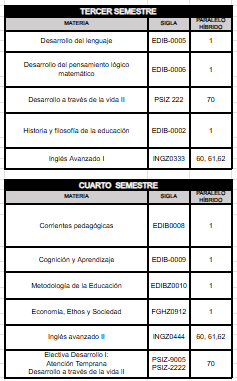 TERCER SEMESTRE
MATERIA SIGLA PARALELO HÍBRIDO
Desarrollo del lenguaje EDIB-0005 1
Desarrollo del pensamiento lógico matemático EDIB-0006 1
Desarrollo a través de la vida II PSIZ 222 70
Historia y filosofía de la educación EDIB-0002 1
Inglés Avanzado I INGZ0333 60, 61,62
CUARTO SEMESTRE
MATERIA SIGLA PARALELO HÍBRIDO
Corrientes pedagógicas EDIB0008 1
Cognición y Aprendizaje EDIB-0009 1
Metodología de la Educación EDIBZ0010 1
Economía, Ethos y Sociedad FGHZ0912 1
Inglés avanzado II INGZ0444 60, 61,62
Electiva Desarrollo I:
Atención Temprana PSIZ-9005
Desarrollo a través de la vida II PSIZ-2222 70